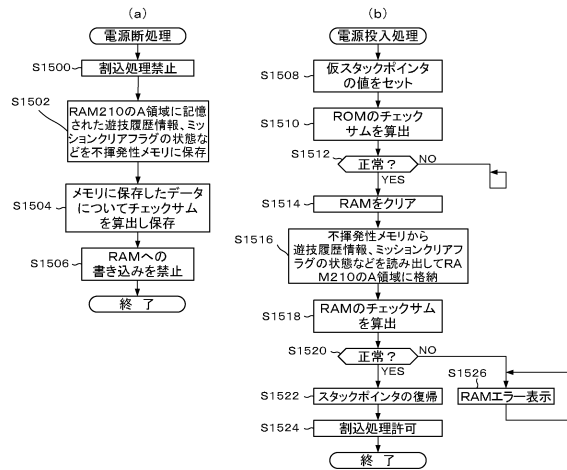 (a)
電源断処理
S1500
割込処理禁止
S1502
RAM210のA領域に記憶
された遊技履歴情報、ミッ
ションクリアフラグの状態な
どを不揮発性メモリに保存
S1504
メモリに保存したデータ
についてチェックサム
を算出し保存
S1506
RAMへの
書き込みを禁止
終 了
(b)
電源投入処理
S1508
仮スタックポインタ
の値をセット
S1510
ROMのチェック
サムを算出
S1512
正常?
NO
YES
S1514
RAMをクリア
S1516
不揮発性メモリから
遊技履歴情報、ミッションクリアフ
ラグの状態などを読み出してRA
M210のA領域に格納
S1518
RAMのチェックサム
を算出
S1520
正常?
NO
YES
S1526
RAMエラー表示
S1522
スタックポインタの復帰
S1524
割込処理許可
終 了